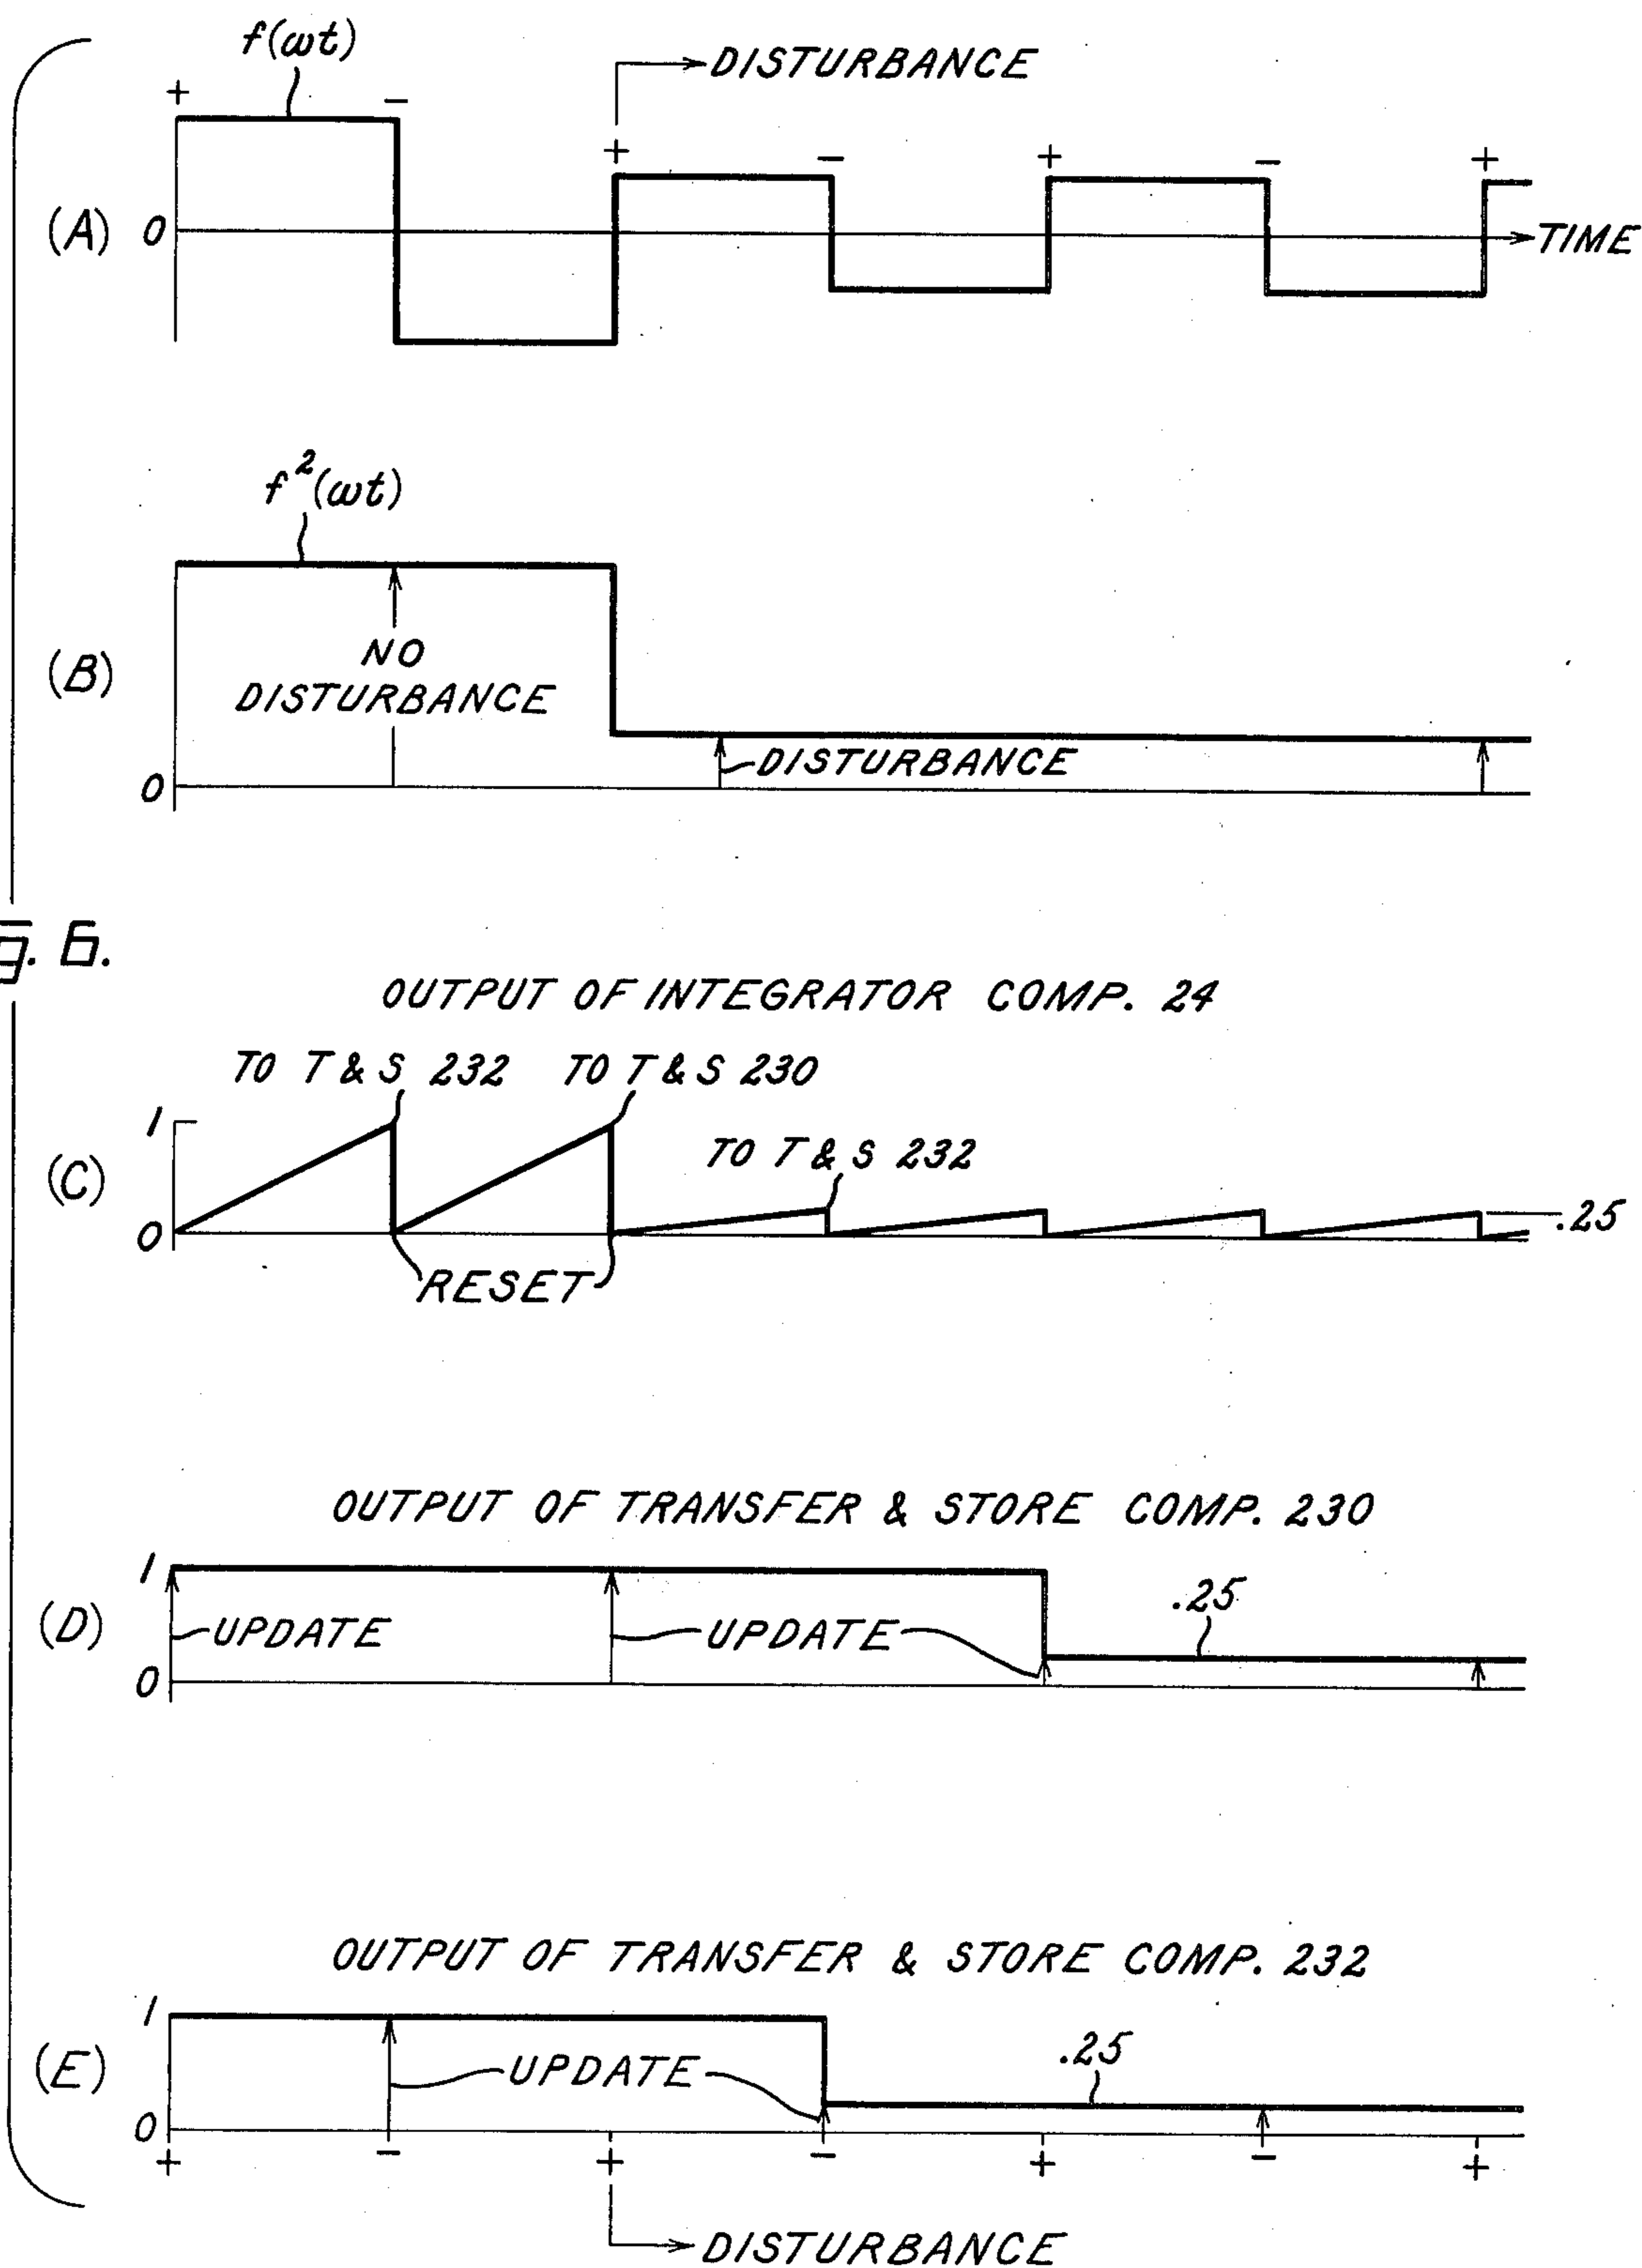 f(ωt)
DISTURBANCE
+ - + - + - +
(A) 0
TIME
f²(ωt)
(B)
NO
DISTURBANCE
DISTURBANCE
0
g. 6.
OUTPUT OF INTEGRATOR COMP. 24
TO T & S 232 TO T & S 230
1
TO T & S 232
(C)
.25
0
RESET
OUTPUT OF TRANSFER & STORE COMP. 230
1
.25
(D)
UPDATE UPDATE
0
OUTPUT OF TRANSFER & STORE COMP. 232
1
.25
(E)
UPDATE
0
+ - + - + - +
DISTURBANCE